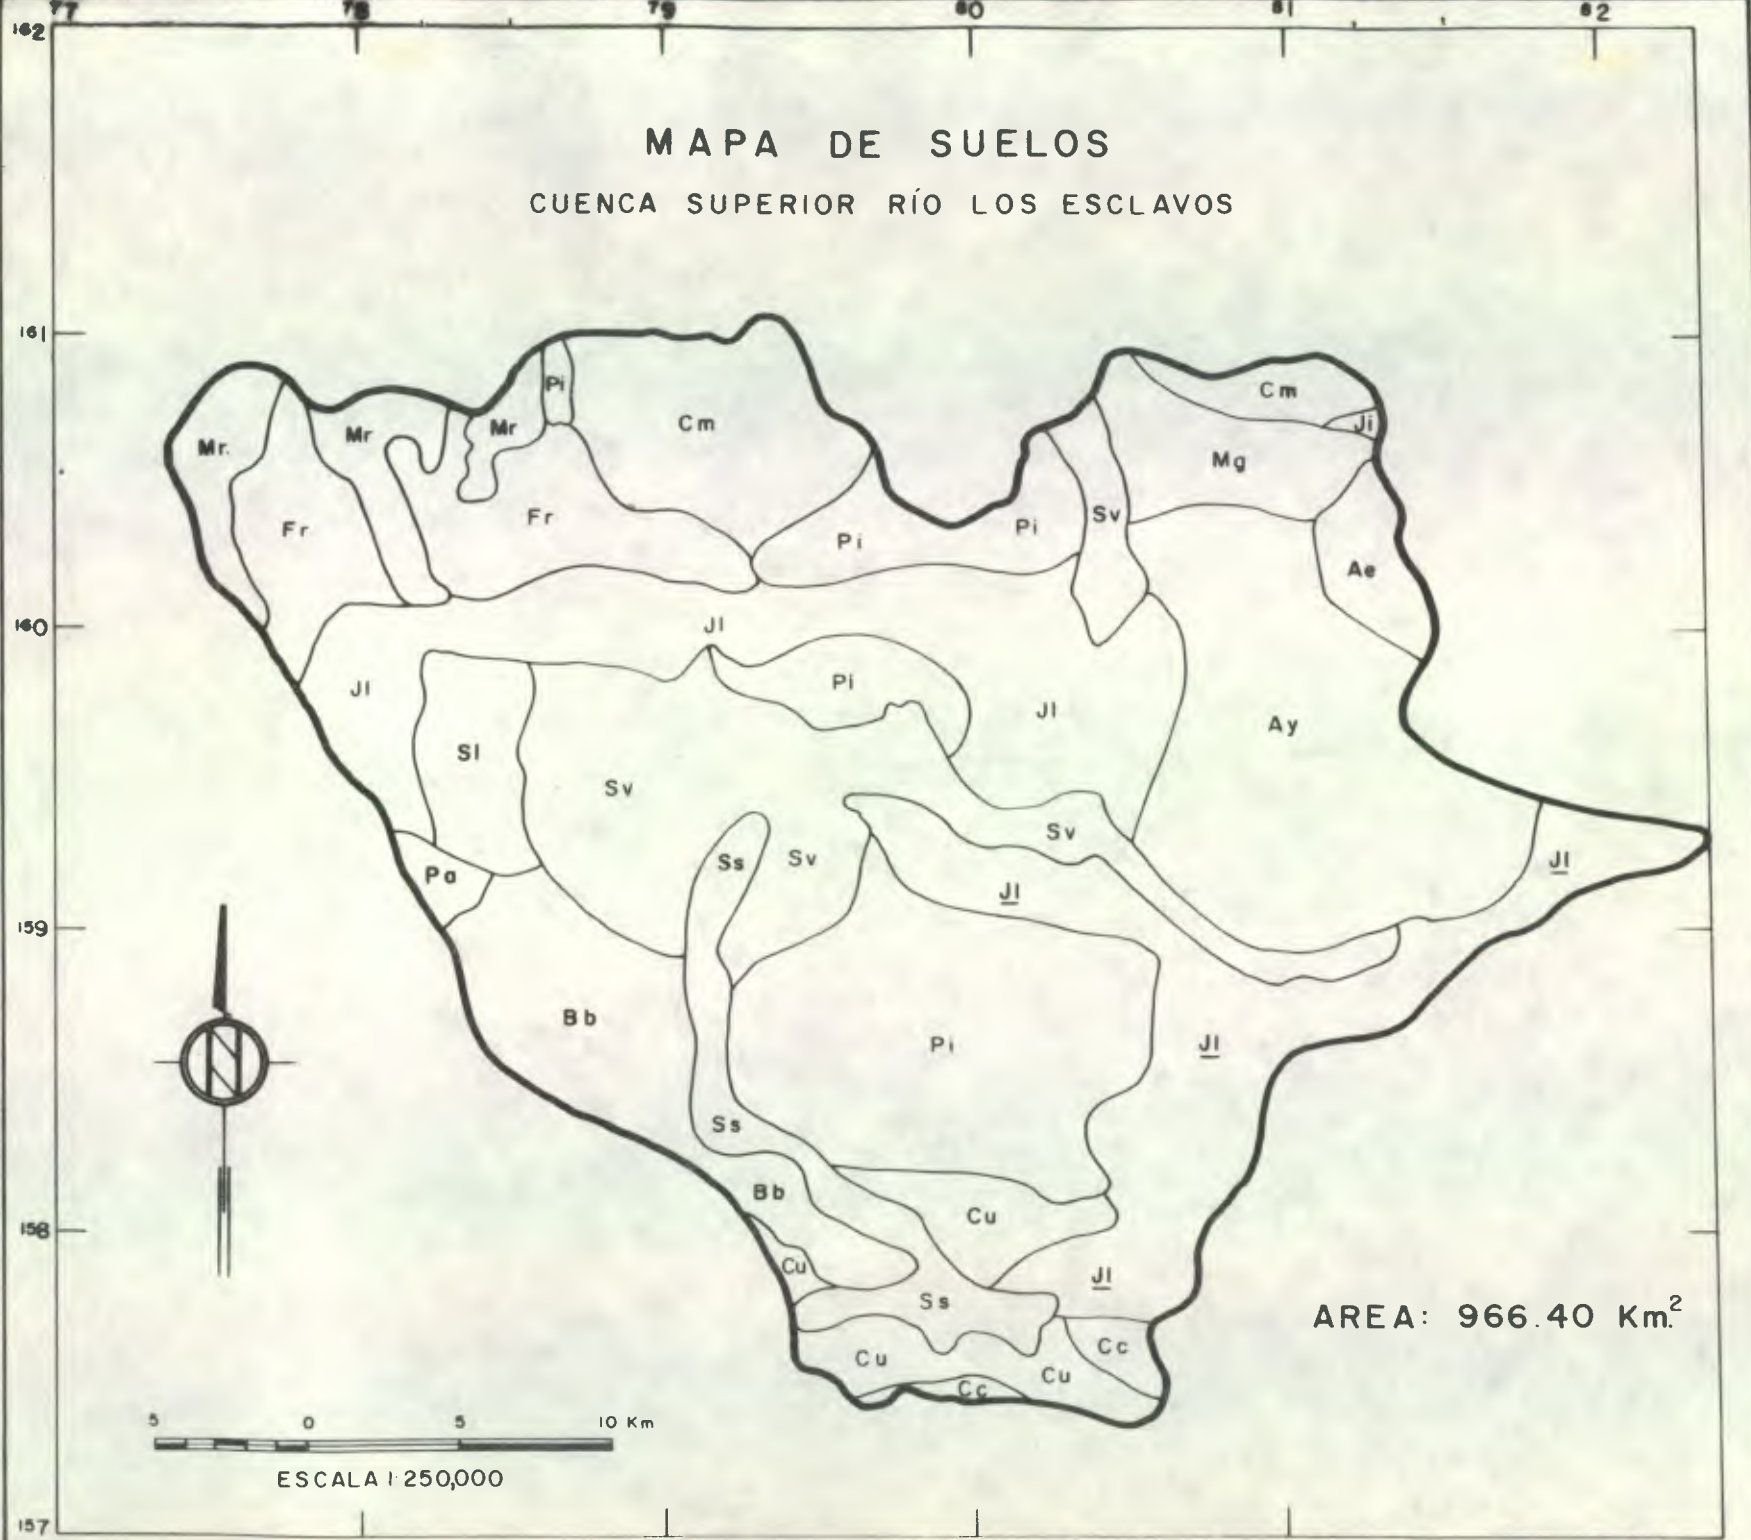 77 78 79 80 81 82
162
MAPA DE SUELOS
CUENCA SUPERIOR RÍO LOS ESCLAVOS
161
Pi
Cm
Cm
Mr.
Mr
Mr
Ji
Mg
Fr
Fr
Pi
Pi
Sv
Ae
160
Jl
Jl
Pi
Jl
Ay
Sl
Sv
Sv
Ss
Sv
Jl
Pa
Jl
159
Bb
Pi
Jl
Ss
Bb
158
Cu
Cu
Jl
Ss
AREA: 966.40 Km.²
Cc
Cu
Cu
Cc
5 0 5 10 Km
ESCALA 1:250,000
157